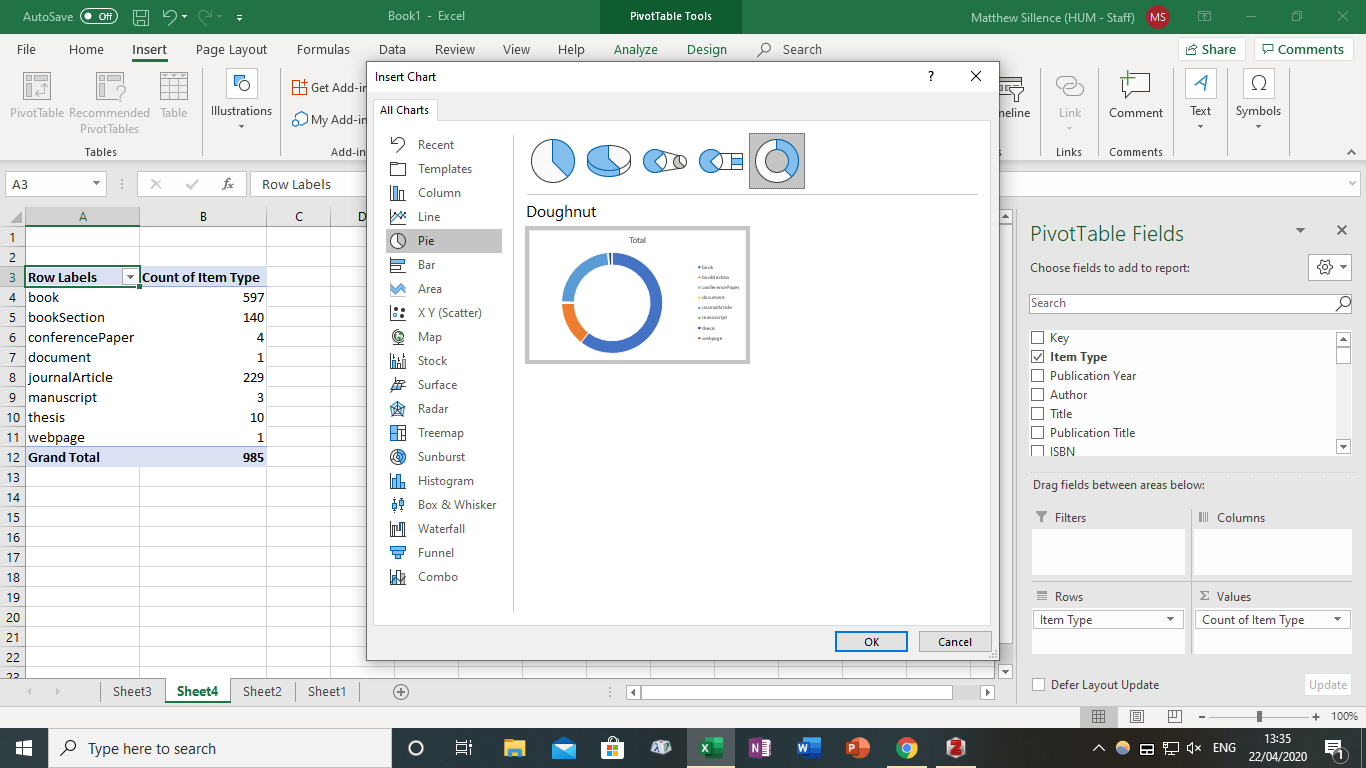 AutoSave Off Book1 - Excel PivotTable Tools Matthew Sillence (HUM - Staff) MS
File Home Insert Page Layout Formulas Data Review View Help Analyze Design Search Share Comments
PivotTable Recommended PivotTables Table Illustrations Get Add-in My Add-in Link Comment Text Symbols
Tables Add-in Links Comments
A3 fx Row Labels
A B C D
1
2
3 Row Labels Count of Item Type
4 book 597
5 bookSection 140
6 conferencePaper 4
7 document 1
8 journalArticle 229
9 manuscript 3
10 thesis 10
11 webpage 1
12 Grand Total 985
13
14
15
16
17
18
19
20
21
22
23
Insert Chart ?
All Charts
Recent
Templates
Column
Line
Pie
Bar
Area
X Y (Scatter)
Map
Stock
Surface
Radar
Treemap
Sunburst
Histogram
Box & Whisker
Waterfall
Funnel
Combo
Doughnut
Total
book
bookSection
conferencePaper
document
journalArticle
manuscript
thesis
webpage
OK Cancel
PivotTable Fields
Choose fields to add to report:
Search
Key
Item Type
Publication Year
Author
Title
Publication Title
ISBN
Drag fields between areas below:
Filters Columns
Rows Σ Values
Item Type Count of Item Type
Defer Layout Update Update
Sheet3 Sheet4 Sheet2 Sheet1
100%
Type here to search
ENG 13:35
22/04/2020 1